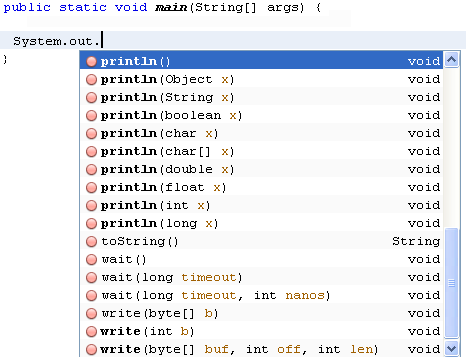 public static void main(String[] args) {
System.out.
}
println() void
println(Object x) void
println(String x) void
println(boolean x) void
println(char x) void
println(char[] x) void
println(double x) void
println(float x) void
println(int x) void
println(long x) void
toString() String
wait() void
wait(long timeout) void
wait(long timeout, int nanos) void
write(byte[] b) void
write(int b) void
write(byte[] buf, int off, int len) void